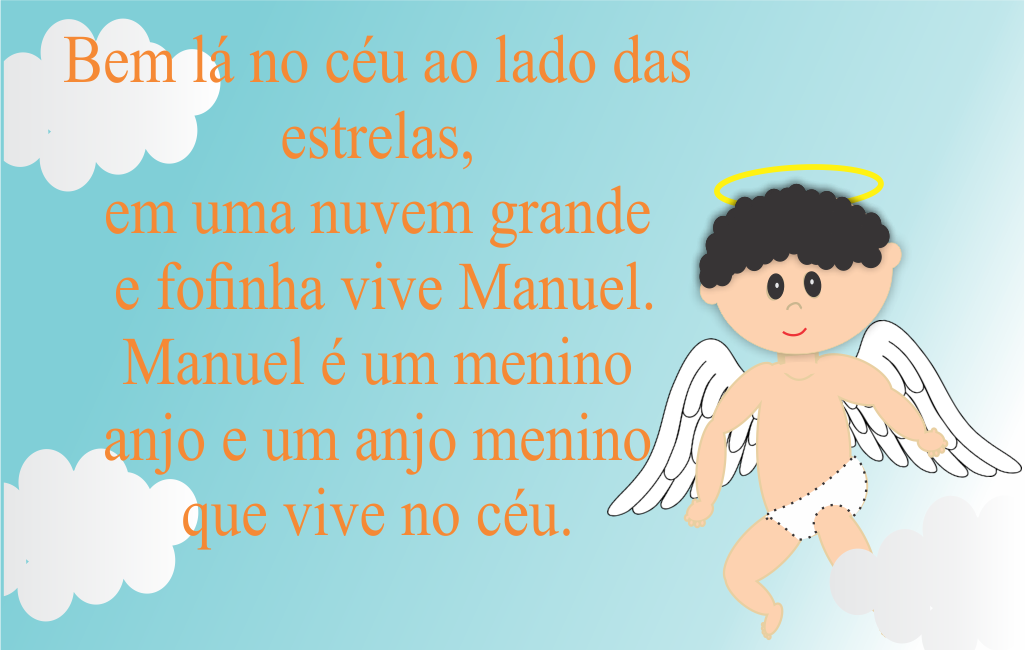 Bem lá no céu ao lado das
estrelas,
em uma nuvem grande
e fofinha vive Manuel.
Manuel é um menino
anjo e um anjo menino
que vive no céu.